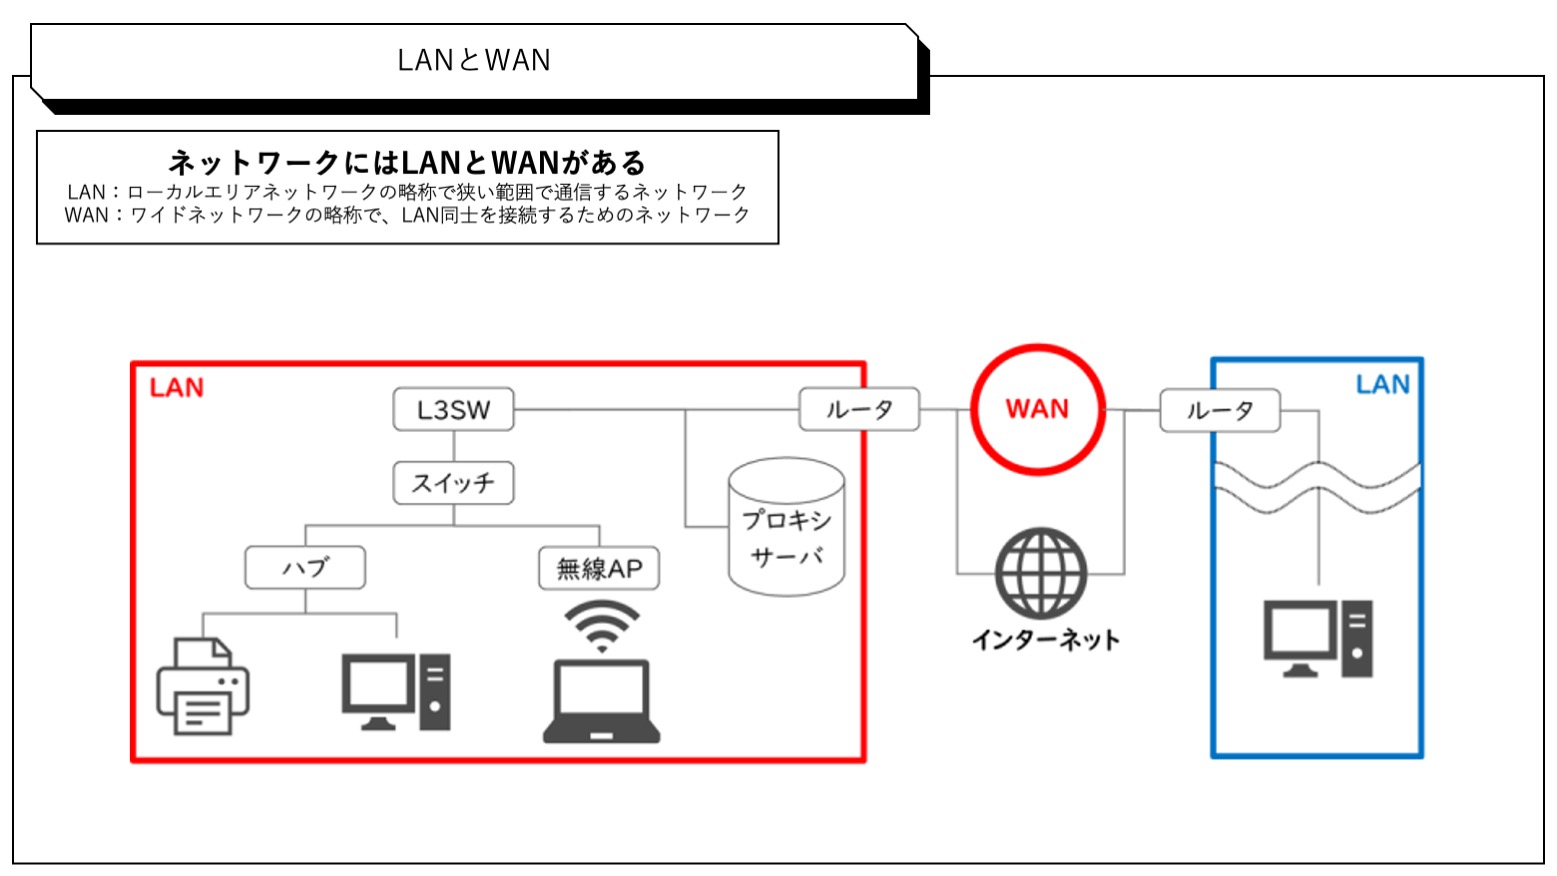 LANとWAN
ネットワークにはLANとWANがある
LAN：ローカルエリアネットワークの略称で狭い範囲で通信するネットワーク
WAN：ワイドネットワークの略称で、LAN同士を接続するためのネットワーク
LAN
L3SW
ルータ
WAN
ルータ
LAN
スイッチ
プロキシ
サーバ
ハブ
無線AP
インターネット